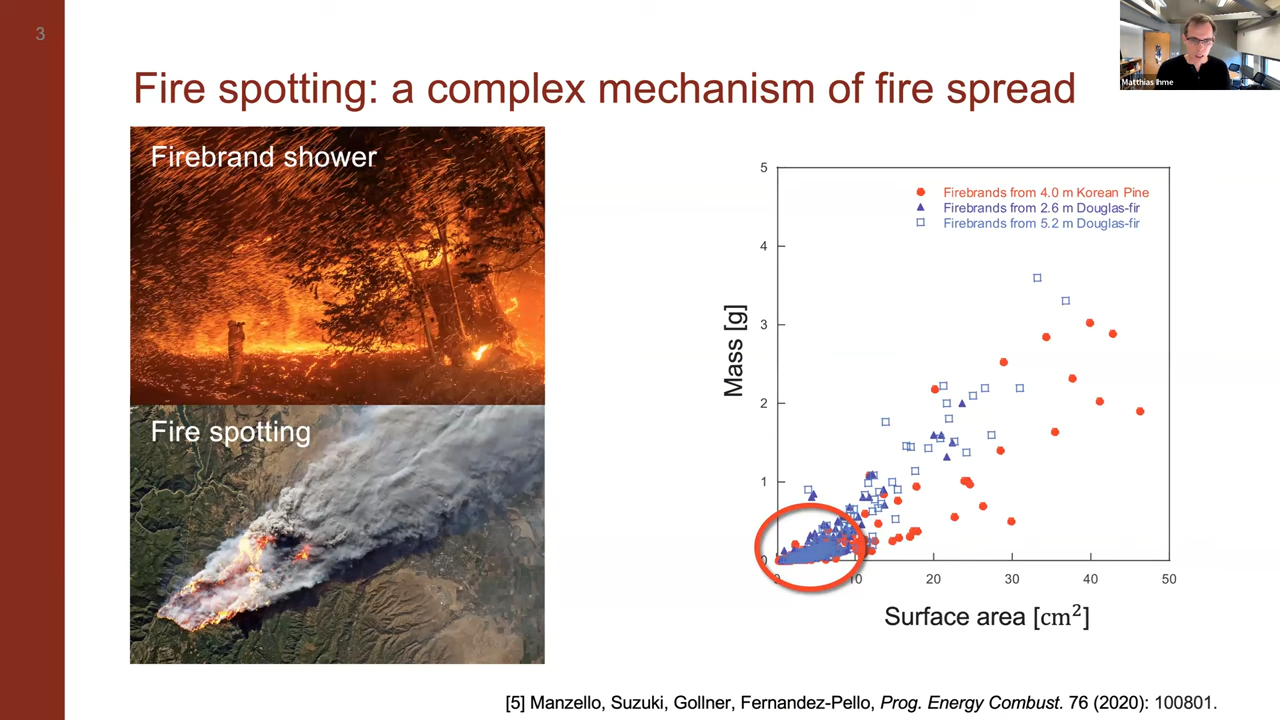 3
Matthias Ihme
Fire spotting: a complex mechanism of fire spread
Firebrand shower
Fire spotting
5
4
3
2
1
0
Mass [g]
Firebrands from 4.0 m Korean Pine
Firebrands from 2.6 m Douglas-fir
Firebrands from 5.2 m Douglas-fir
0 10 20 30 40 50
Surface area [cm²]
[5] Manzello, Suzuki, Gollner, Fernandez-Pello, Prog. Energy Combust. 76 (2020): 100801.